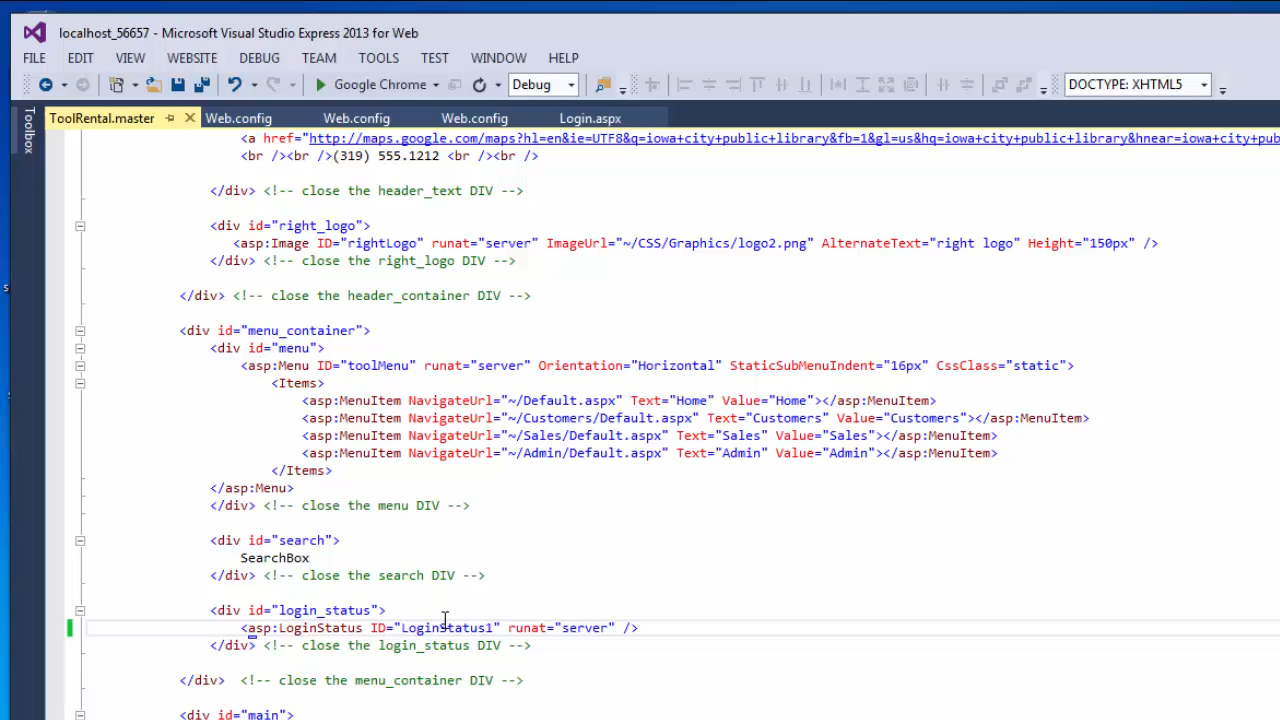 localhost_56657 - Microsoft Visual Studio Express 2013 for Web
FILE EDIT VIEW WEBSITE DEBUG TEAM TOOLS TEST WINDOW HELP
Google Chrome Debug DOCTYPE: XHTML5
Toolbox
ToolRental.master Web.config Web.config Web.config Login.aspx
<a href="http://maps.google.com/maps?hl=en&ie=UTF8&q=iowa+city+public+library&fb=1&gl=us&hq=iowa+city+public+library&hnear=iowa+city+pub
<br /><br />(319) 555.1212 <br /><br />
</div> <!-- close the header_text DIV -->
<div id="right_logo">
<asp:Image ID="rightLogo" runat="server" ImageUrl="~/CSS/Graphics/logo2.png" AlternateText="right logo" Height="150px" />
</div> <!-- close the right_logo DIV -->
</div> <!-- close the header_container DIV -->
<div id="menu_container">
<div id="menu">
<asp:Menu ID="toolMenu" runat="server" Orientation="Horizontal" StaticSubMenuIndent="16px" CssClass="static">
<Items>
<asp:MenuItem NavigateUrl="~/Default.aspx" Text="Home" Value="Home"></asp:MenuItem>
<asp:MenuItem NavigateUrl="~/Customers/Default.aspx" Text="Customers" Value="Customers"></asp:MenuItem>
<asp:MenuItem NavigateUrl="~/Sales/Default.aspx" Text="Sales" Value="Sales"></asp:MenuItem>
<asp:MenuItem NavigateUrl="~/Admin/Default.aspx" Text="Admin" Value="Admin"></asp:MenuItem>
</Items>
</asp:Menu>
</div> <!-- close the menu DIV -->
<div id="search">
SearchBox
</div> <!-- close the search DIV -->
<div id="login_status">
<asp:LoginStatus ID="LoginStatus1" runat="server" />
</div> <!-- close the login_status DIV -->
</div> <!-- close the menu_container DIV -->
<div id="main">